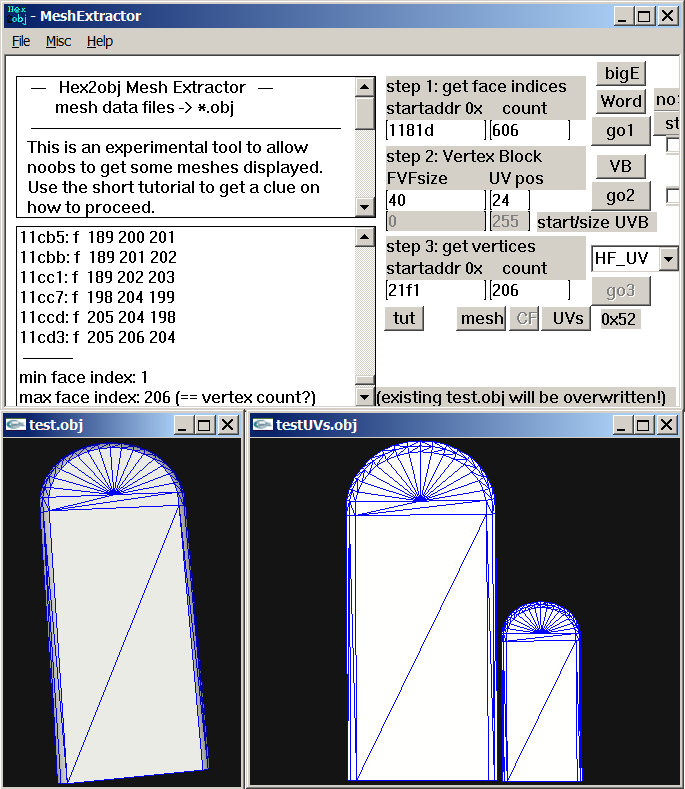 Hex
obj
- MeshExtractor
File Misc Help
— Hex2obj Mesh Extractor —
mesh data files -> *.obj
This is an experimental tool to allow
noobs to get some meshes displayed.
Use the short tutorial to get a clue on
how to proceed.
step 1: get face indices
startaddr 0x count
1181d 606
bigE
Word
no
go1
st
step 2: Vertex Block
FVFsize UV pos
40 24
0 255
VB
go2
start/size UVB
step 3: get vertices
startaddr 0x count
21f1 206
HF_UV
go3
tut mesh CF UVs 0x52
11cb5: f 189 200 201
11cbb: f 189 201 202
11cc1: f 189 202 203
11cc7: f 198 204 199
11ccd: f 205 204 198
11cd3: f 205 206 204
min face index: 1
max face index: 206 (== vertex count?)
(existing test.obj will be overwritten!)
test.obj
testUVs.obj